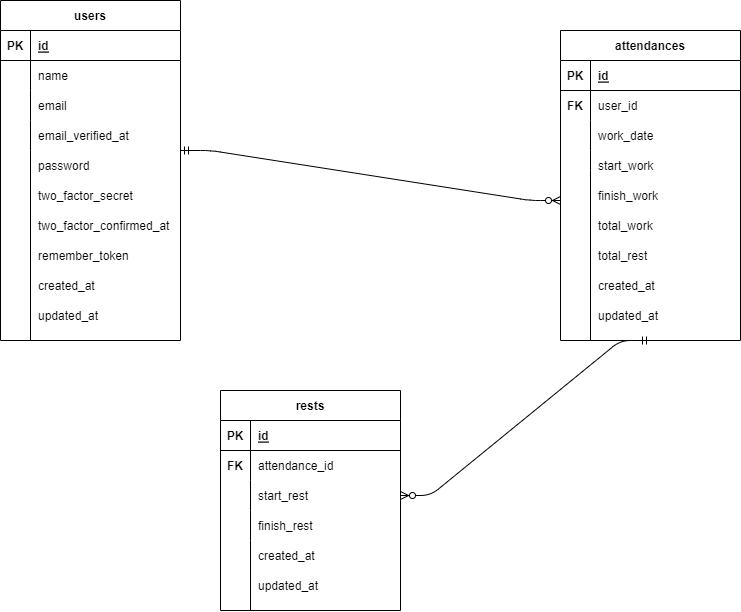 users
PK id
name
email
email_verified_at
password
two_factor_secret
two_factor_confirmed_at
remember_token
created_at
updated_at
attendances
PK id
FK user_id
work_date
start_work
finish_work
total_work
total_rest
created_at
updated_at
rests
PK id
FK attendance_id
start_rest
finish_rest
created_at
updated_at